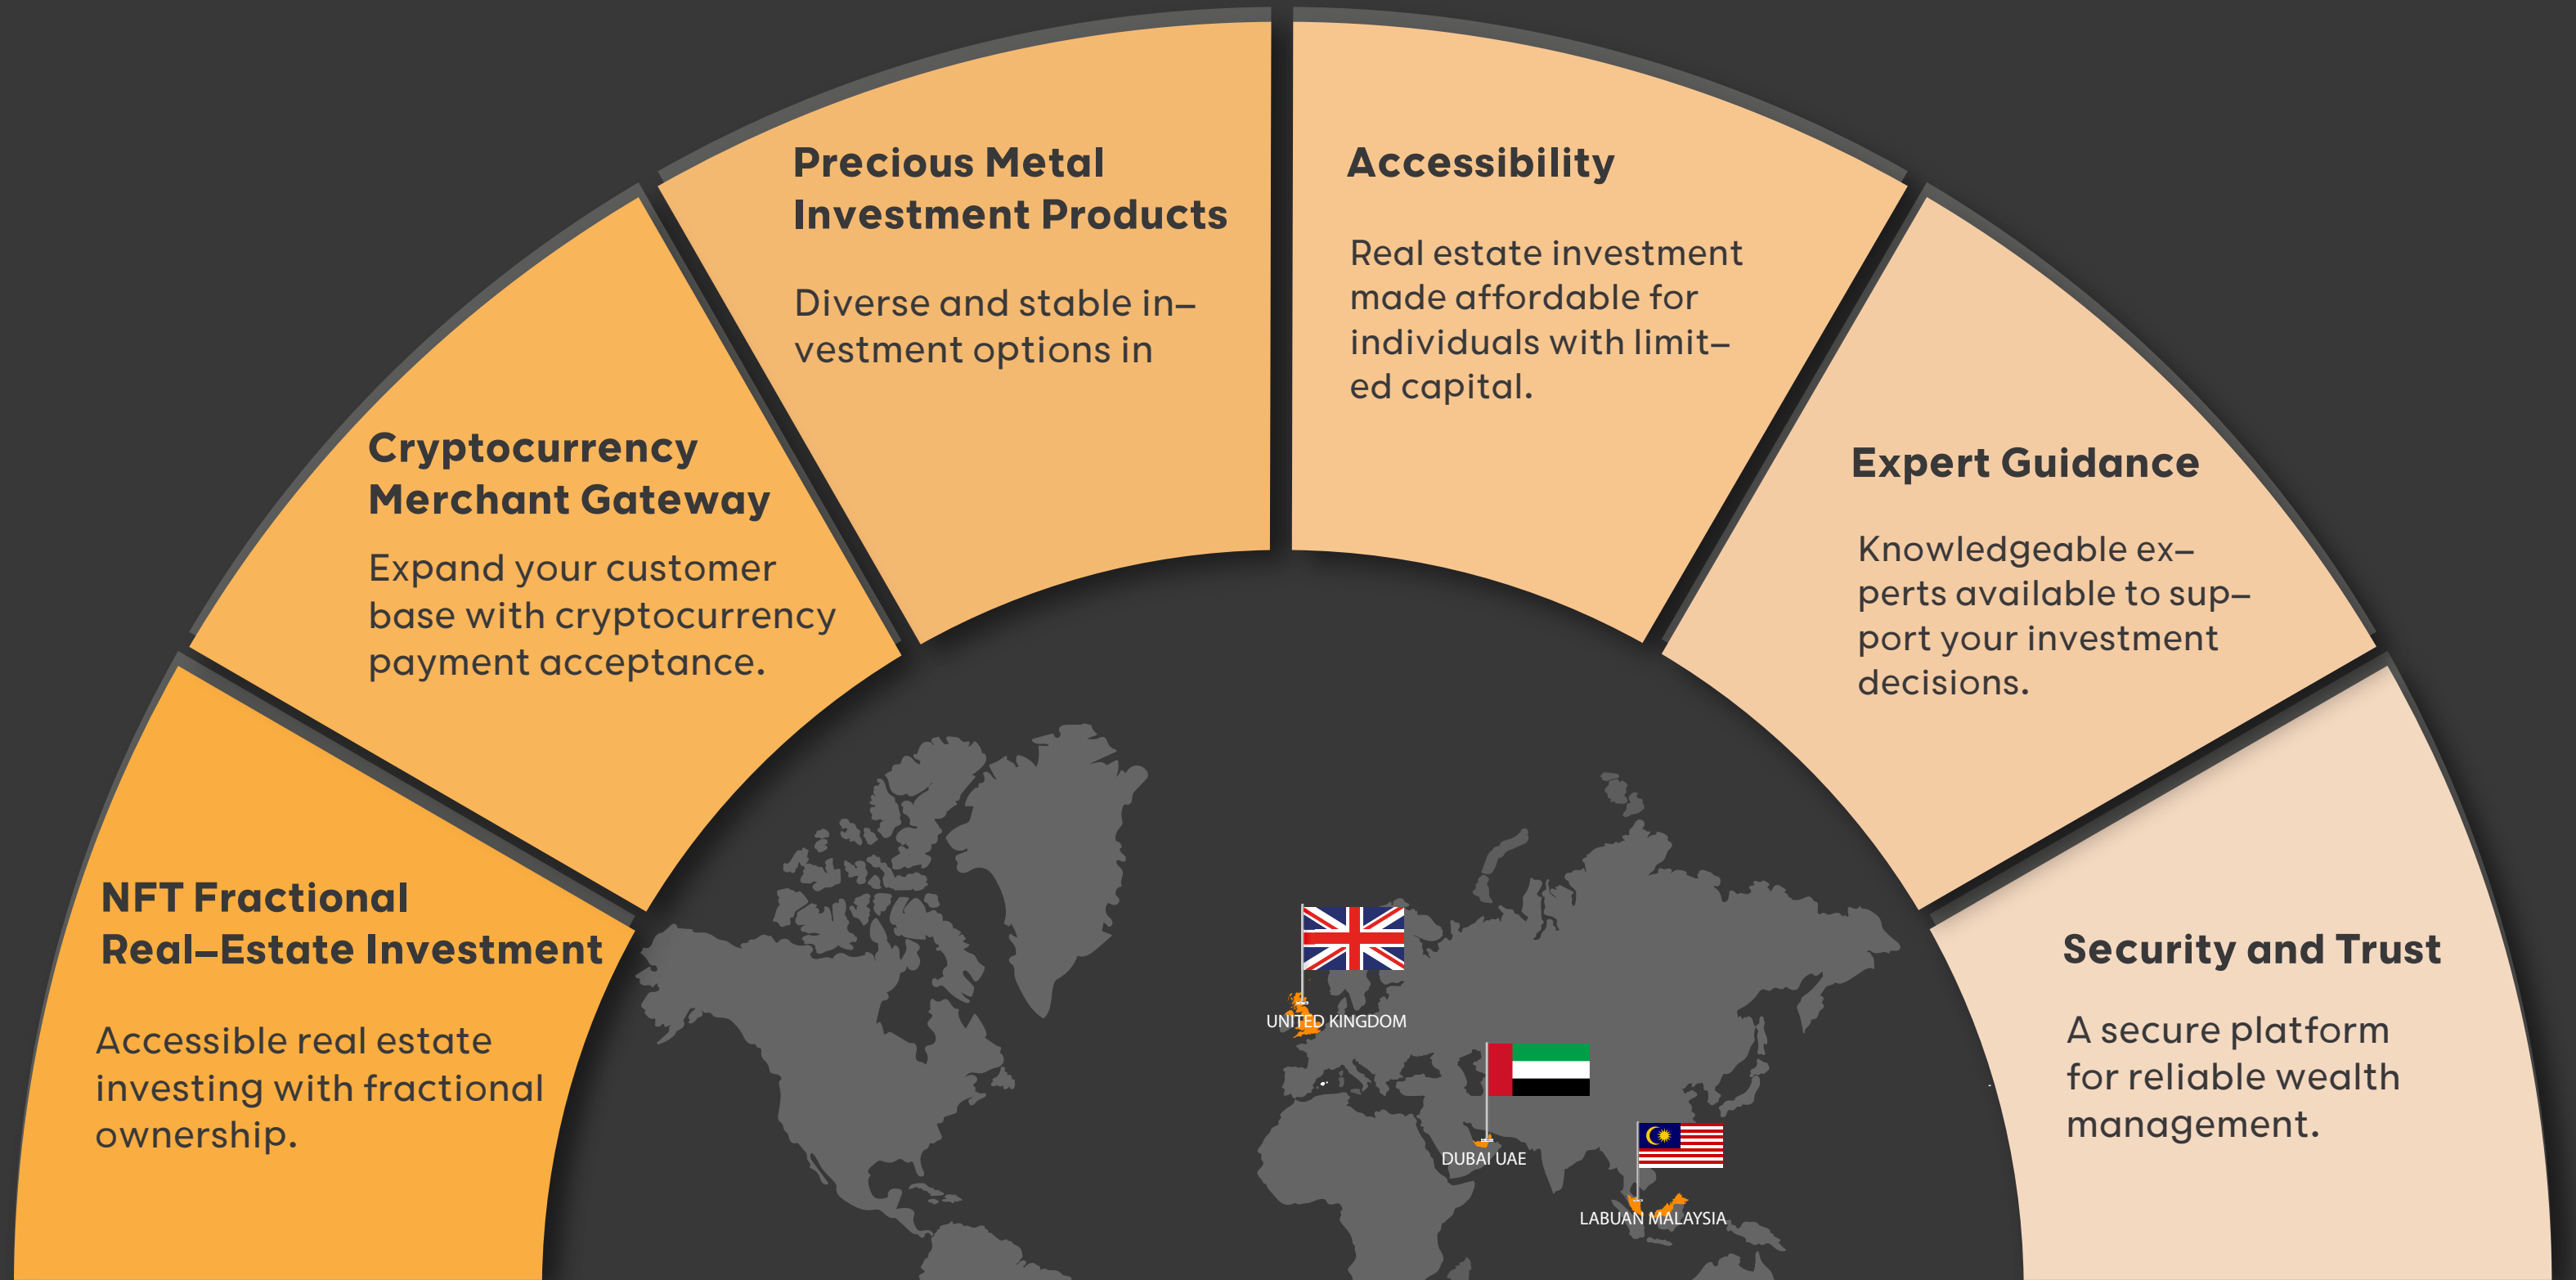 Precious Metal
Investment Products
Diverse and stable in–
vestment options in
Accessibility
Real estate investment
made affordable for
individuals with limit–
ed capital.
Cryptocurrency
Merchant Gateway
Expand your customer
base with cryptocurrency
payment acceptance.
Expert Guidance
Knowledgeable ex–
perts available to sup–
port your investment
decisions.
NFT Fractional
Real–Estate Investment
Accessible real estate
investing with fractional
ownership.
Security and Trust
A secure platform
for reliable wealth
management.
UNITED KINGDOM
DUBAI UAE
LABUAN MALAYSIA